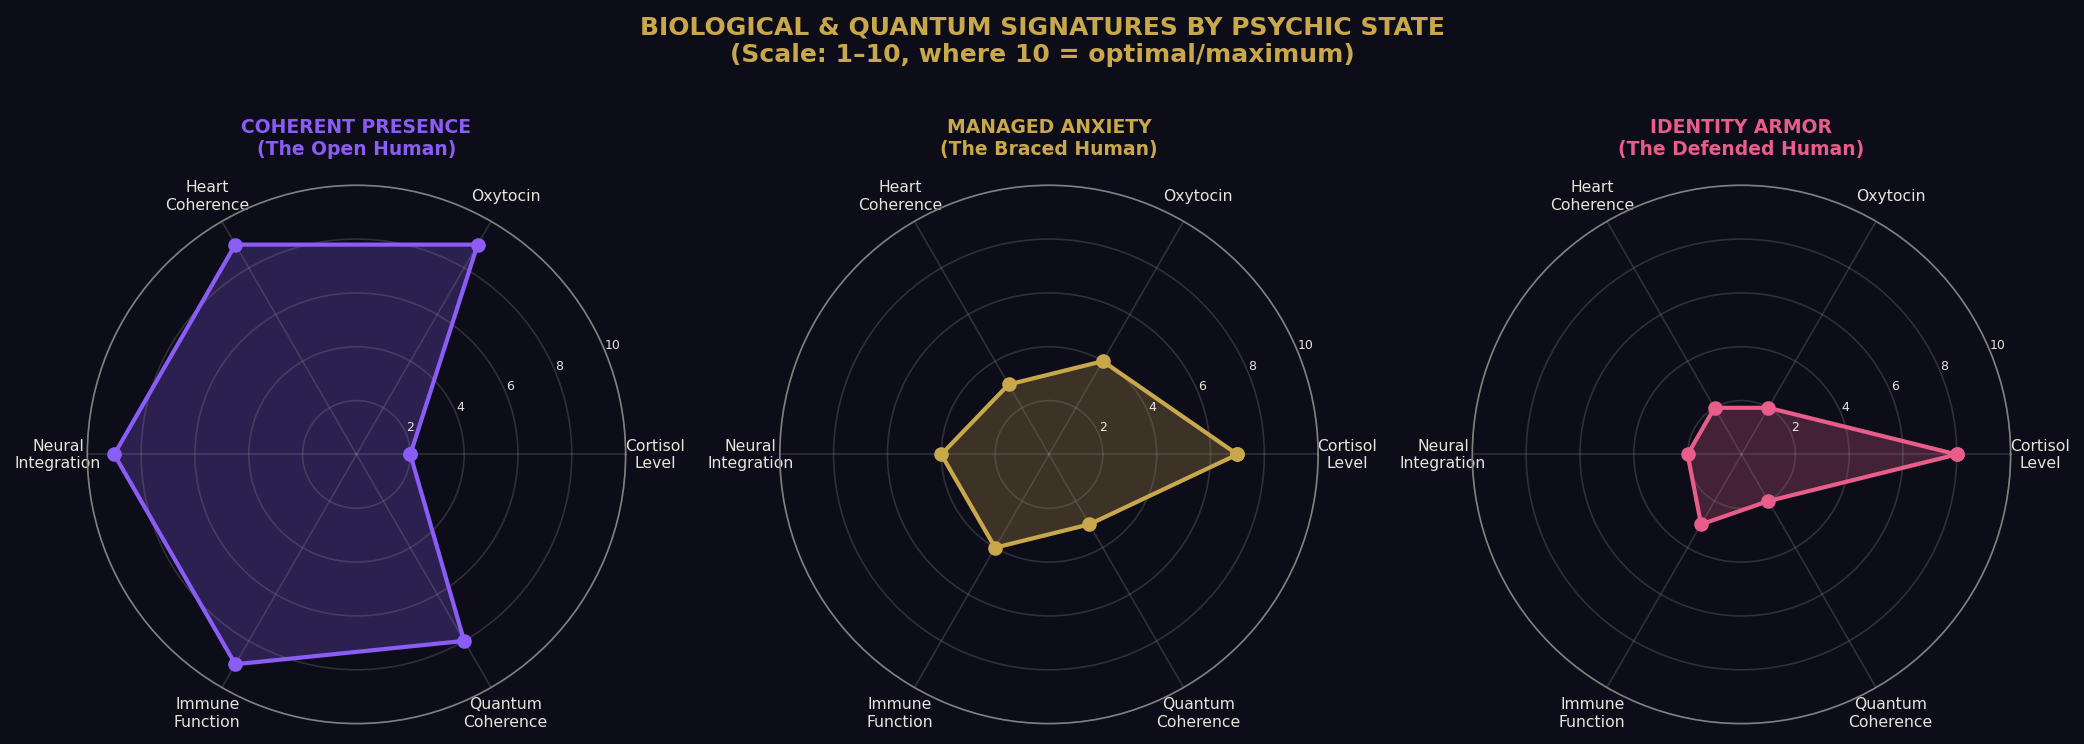 BIOLOGICAL & QUANTUM SIGNATURES BY PSYCHIC STATE
(Scale: 1–10, where 10 = optimal/maximum)
COHERENT PRESENCE
(The Open Human)
Heart
Coherence
Oxytocin
10
8
6
4
2
Neural
Integration
Cortisol
Level
Immune
Function
Quantum
Coherence
MANAGED ANXIETY
(The Braced Human)
Heart
Coherence
Oxytocin
10
8
6
4
2
Neural
Integration
Cortisol
Level
Immune
Function
Quantum
Coherence
IDENTITY ARMOR
(The Defended Human)
Heart
Coherence
Oxytocin
10
8
6
4
2
Neural
Integration
Cortisol
Level
Immune
Function
Quantum
Coherence